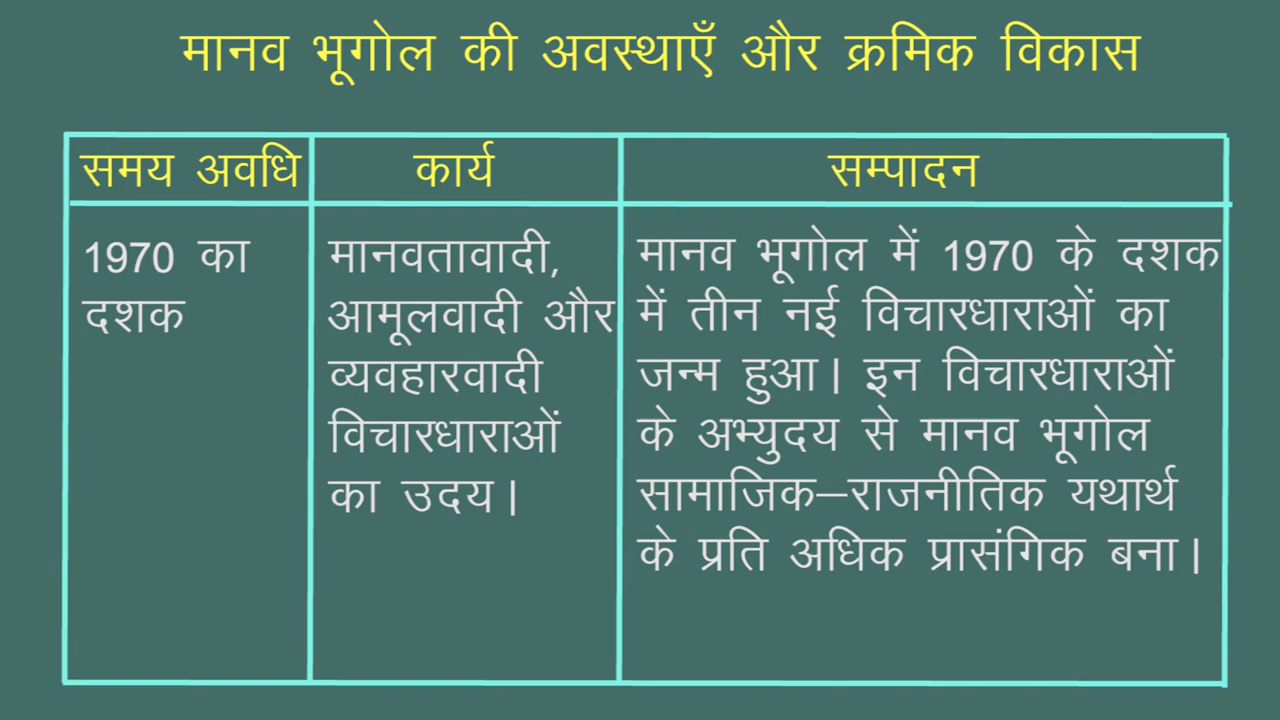 मानव भूगोल की अवस्थाएँ और क्रमिक विकास
समय अवधि
कार्य
सम्पादन
1970 का
दशक
मानवतावादी,
आमूलवादी और
व्यवहारवादी
विचारधाराओं
का उदय।
मानव भूगोल में 1970 के दशक
में तीन नई विचारधाराओं का
जन्म हुआ। इन विचारधाराओं
के अभ्युदय से मानव भूगोल
सामाजिक–राजनीतिक यथार्थ
के प्रति अधिक प्रासंगिक बना।